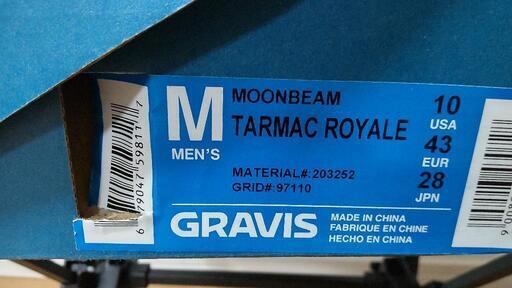 M
MEN'S
MOONBEAM
TARMAC ROYALE
MATERIAL#:203252
GRID#:97110
10
USA
43
EUR
28
JPN
GRAVIS
MADE IN CHINA
FABRIQUE EN CHINE
HECHO EN CHINA